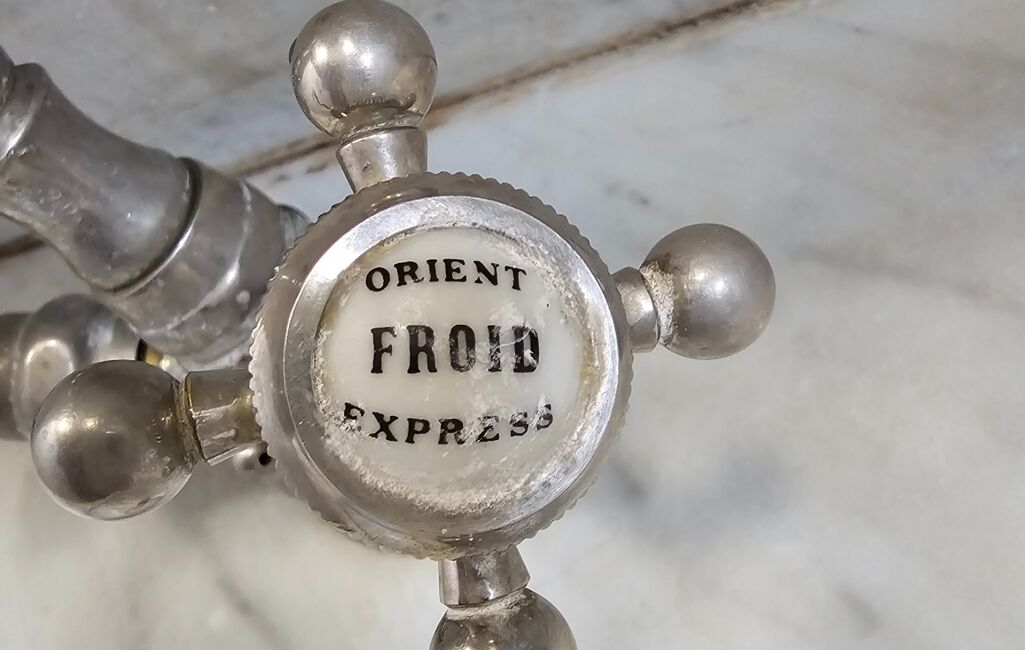 ORIENT
FROID
EXPRESS